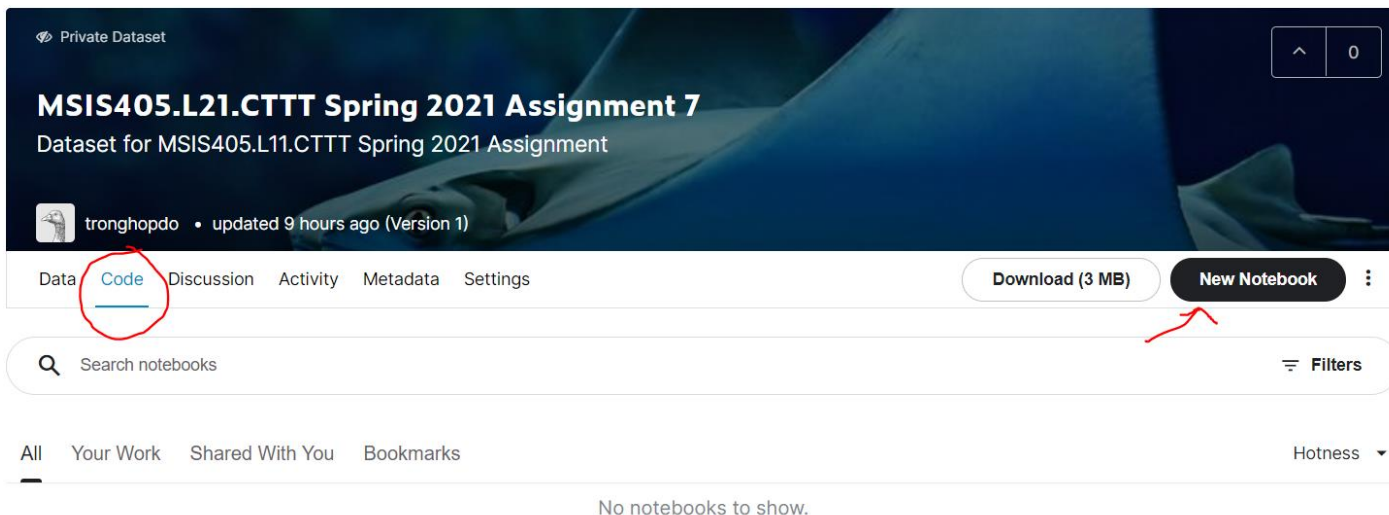 Private Dataset
0
MSIS405.L21.CTTT Spring 2021 Assignment 7
Dataset for MSIS405.L11.CTTT Spring 2021 Assignment
tronghopdo • updated 9 hours ago (Version 1)
Data Code Discussion Activity Metadata Settings Download (3 MB) New Notebook
Search notebooks Filters
All Your Work Shared With You Bookmarks Hotness
No notebooks to show.